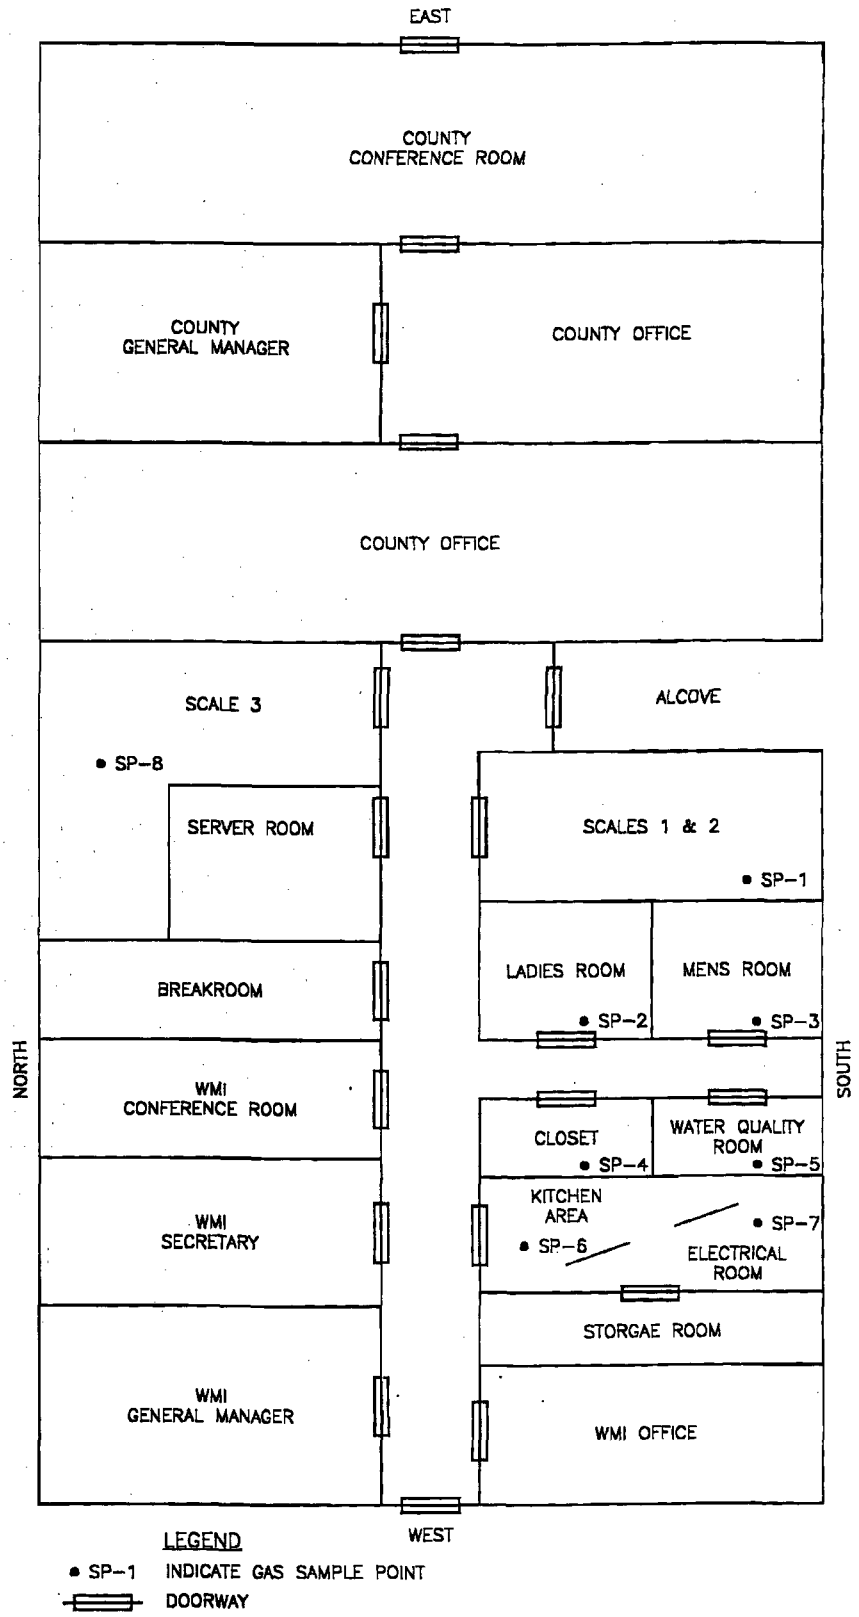 EAST
COUNTY
CONFERENCE ROOM
COUNTY
GENERAL MANAGER
COUNTY OFFICE
COUNTY OFFICE
SCALE 3
ALCOVE
SP-8
SERVER ROOM
SCALES 1 & 2
SP-1
BREAKROOM
LADIES ROOM
MENS ROOM
SP-2
SP-3
NORTH
SOUTH
WMI
CONFERENCE ROOM
CLOSET
WATER QUALITY
ROOM
SP-4
SP-5
KITCHEN
AREA
SP-6
SP-7
ELECTRICAL
ROOM
WMI
SECRETARY
STORGAE ROOM
WMI
GENERAL MANAGER
WMI OFFICE
WEST
LEGEND
SP-1 INDICATE GAS SAMPLE POINT
DOORWAY